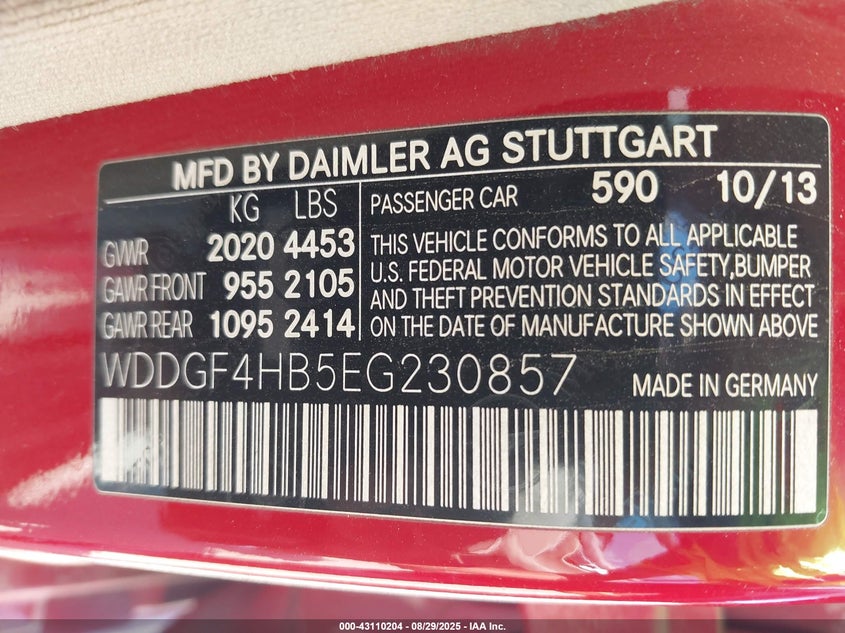 MFD BY DAIMLER AG STUTTGART
KG LBS
GVWR 2020 4453
GAWR FRONT 955 2105
GAWR REAR 1095 2414
PASSENGER CAR 590 10/13
THIS VEHICLE CONFORMS TO ALL APPLICABLE
U.S. FEDERAL MOTOR VEHICLE SAFETY,BUMPER
AND THEFT PREVENTION STANDARDS IN EFFECT
ON THE DATE OF MANUFACTURE SHOWN ABOVE
WDDGF4HB5EG230857 MADE IN GERMANY
000-43110204 - 08/29/2025 - IAA Inc.